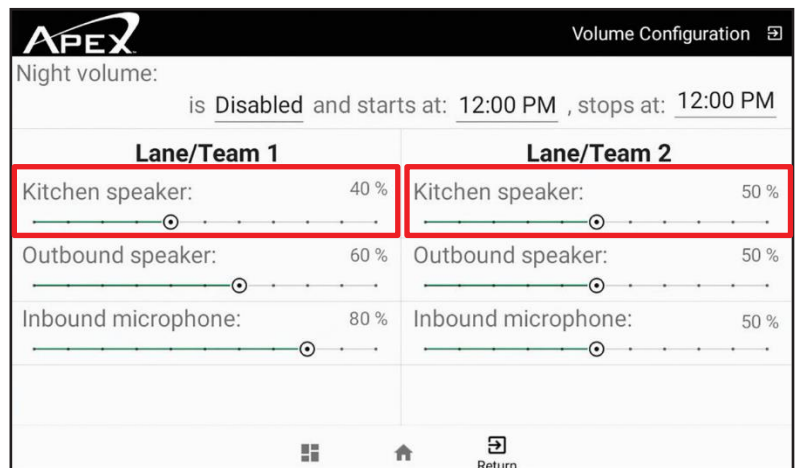 APEX
Volume Configuration
Night volume:
is Disabled and starts at: 12:00 PM , stops at: 12:00 PM
Lane/Team 1
Lane/Team 2
Kitchen speaker: 40 %
Kitchen speaker: 50 %
Outbound speaker: 60 %
Outbound speaker: 50 %
Inbound microphone: 80 %
Inbound microphone: 50 %
Return